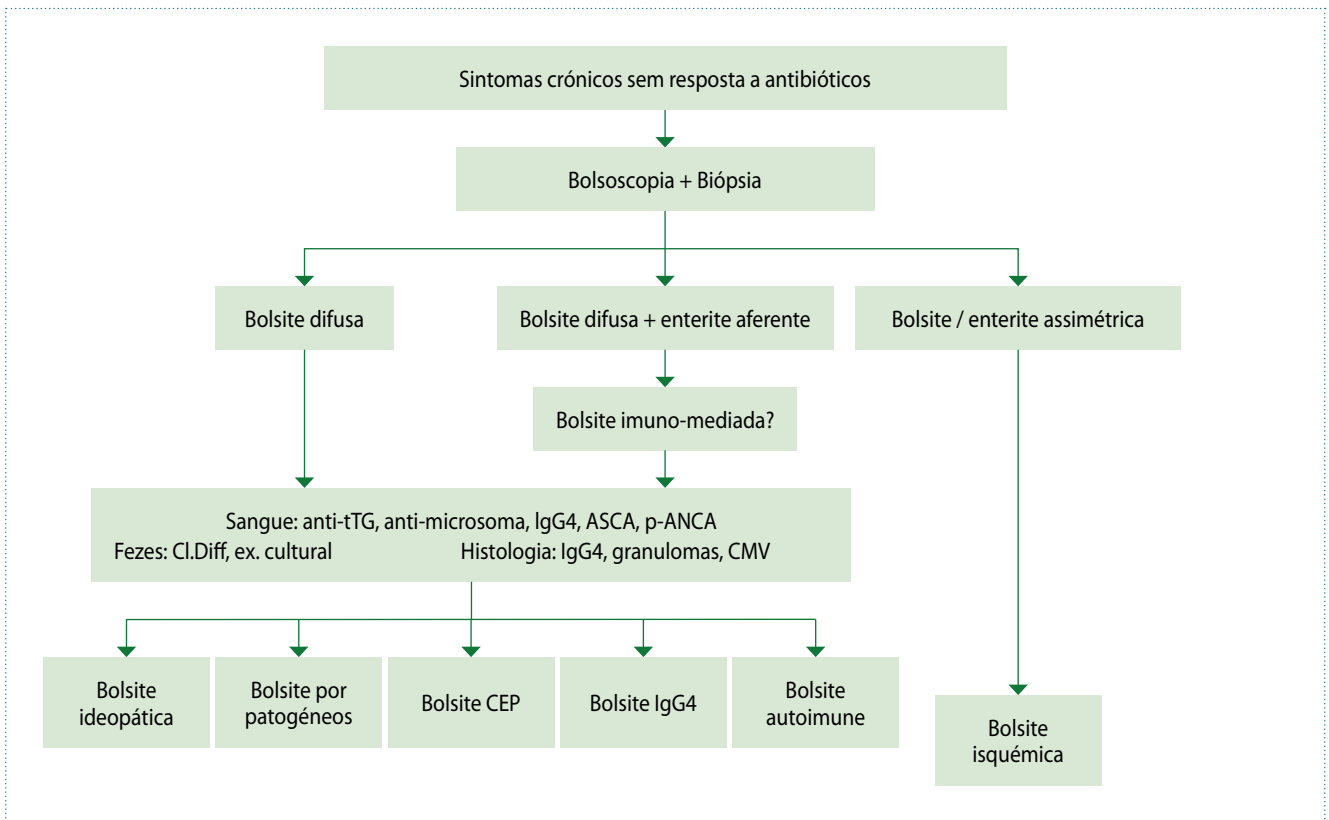 Sintomas crónicos sem resposta a antibióticos
Bolsoscopia + Biópsia
Bolsite difusa
Bolsite difusa + enterite aferente
Bolsite / enterite assimétrica
Bolsite imuno-mediada?
Sangue: anti-tTG, anti-microsoma, IgG4, ASCA, p-ANCA
Fezes: Cl.Diff, ex. cultural Histologia: IgG4, granulomas, CMV
Bolsite
ideopática
Bolsite por
patogéneos
Bolsite CEP
Bolsite IgG4
Bolsite
autoimune
Bolsite
isquémica